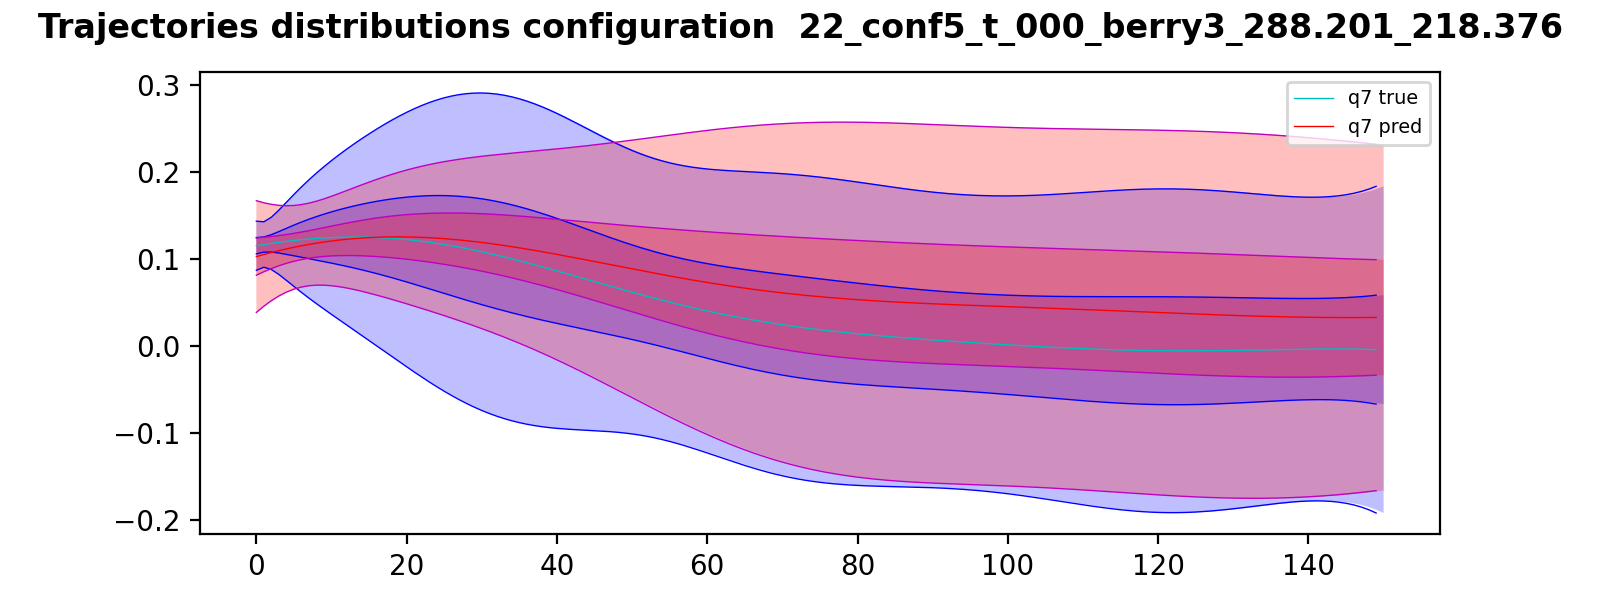 Trajectories distributions configuration  22_conf5_t_000_berry3_288.201_218.376
0.3
0.2
0.1
0.0
−0.1
−0.2
q7 true
q7 pred
0 20 40 60 80 100 120 140